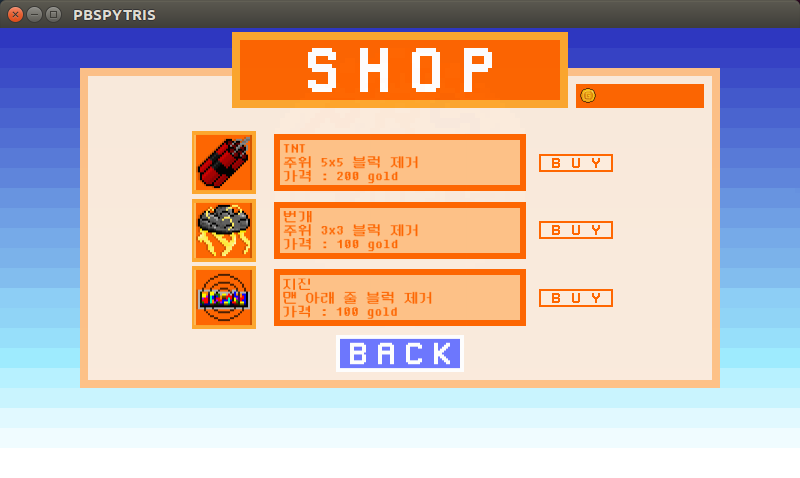 PBSPYTRIS
SHOP
TNT
주위 5x5 블럭 제거
가격 : 200 gold
BUY
번개
주위 3x3 블럭 제거
가격 : 100 gold
BUY
지진
맨 아래 줄 블럭 제거
가격 : 100 gold
BUY
BACK